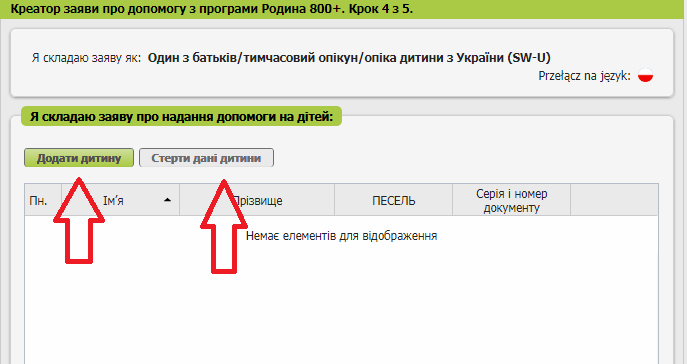 Креатор заяви про допомогу з програми Родина 800+. Крок 4 з 5.
Я складаю заяву як: Один з батьків/тимчасовий опікун/опіка дитини з України (SW-U)
Przełącz na język:
Я складаю заяву про надання допомоги на дітей:
Додати дитину Стерти дані дитини
Пн. Ім'я Прізвище ПЕСЕЛЬ Серія і номер документу
Немає елементів для відображення